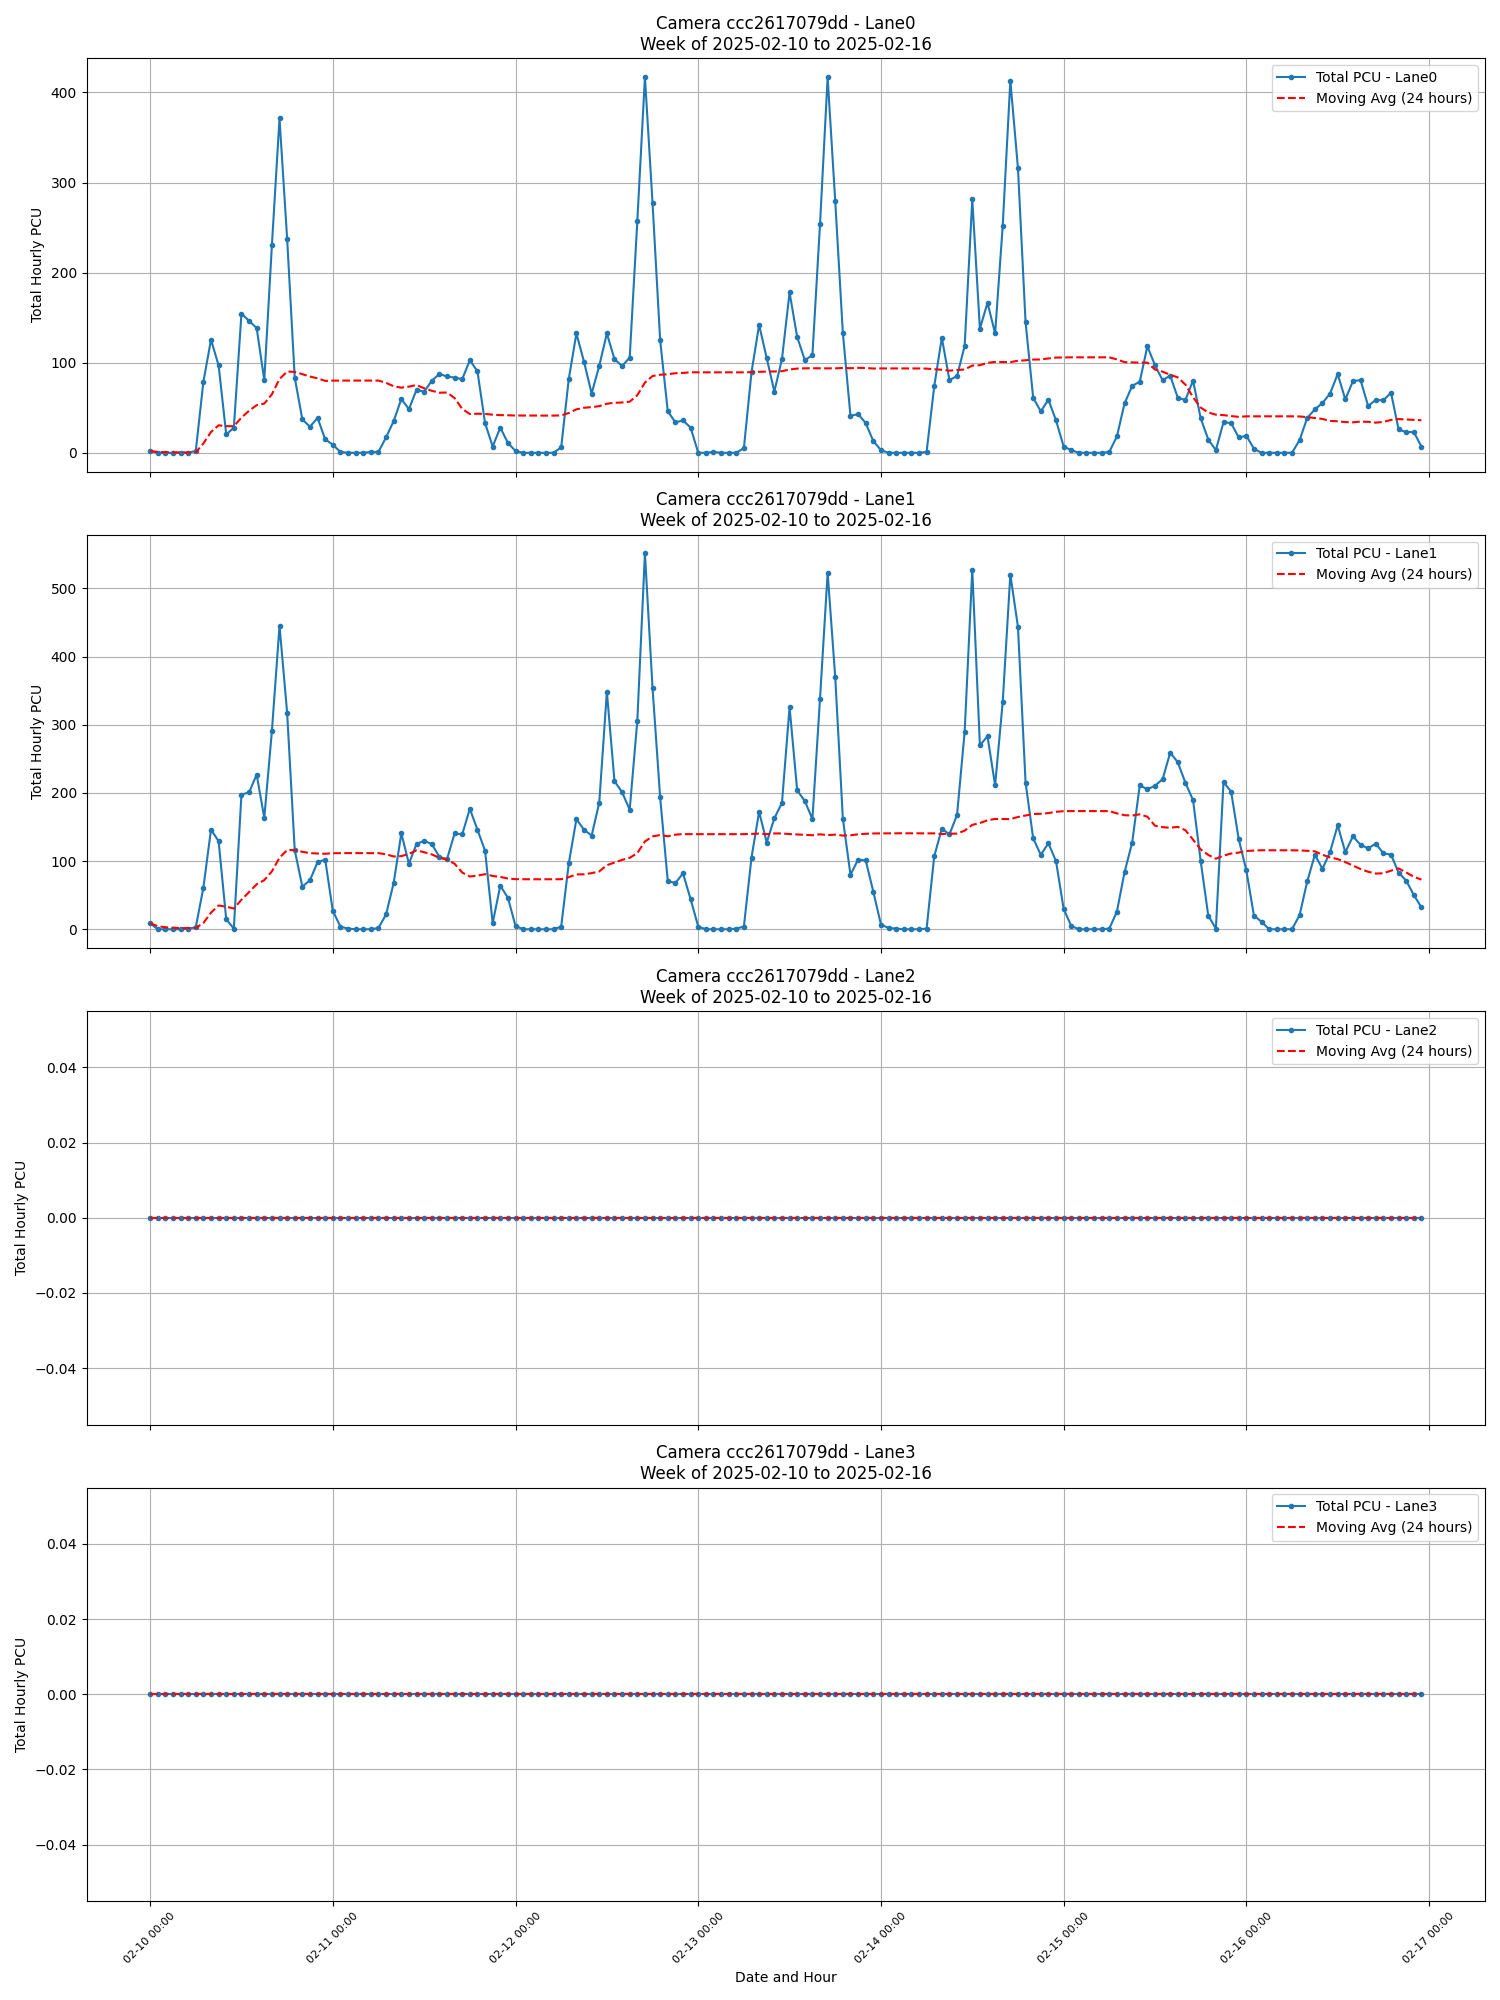 Camera ccc2617079dd - Lane0
Week of 2025-02-10 to 2025-02-16
Total PCU - Lane0
Moving Avg (24 hours)
400
300
200
100
0
Total Hourly PCU
Camera ccc2617079dd - Lane1
Week of 2025-02-10 to 2025-02-16
Total PCU - Lane1
Moving Avg (24 hours)
500
400
300
200
100
0
Total Hourly PCU
Camera ccc2617079dd - Lane2
Week of 2025-02-10 to 2025-02-16
Total PCU - Lane2
Moving Avg (24 hours)
0.04
0.02
0.00
−0.02
−0.04
Total Hourly PCU
Camera ccc2617079dd - Lane3
Week of 2025-02-10 to 2025-02-16
Total PCU - Lane3
Moving Avg (24 hours)
0.04
0.02
0.00
−0.02
−0.04
Total Hourly PCU
02-10 00:00
02-11 00:00
02-12 00:00
02-13 00:00
02-14 00:00
02-15 00:00
02-16 00:00
02-17 00:00
Date and Hour